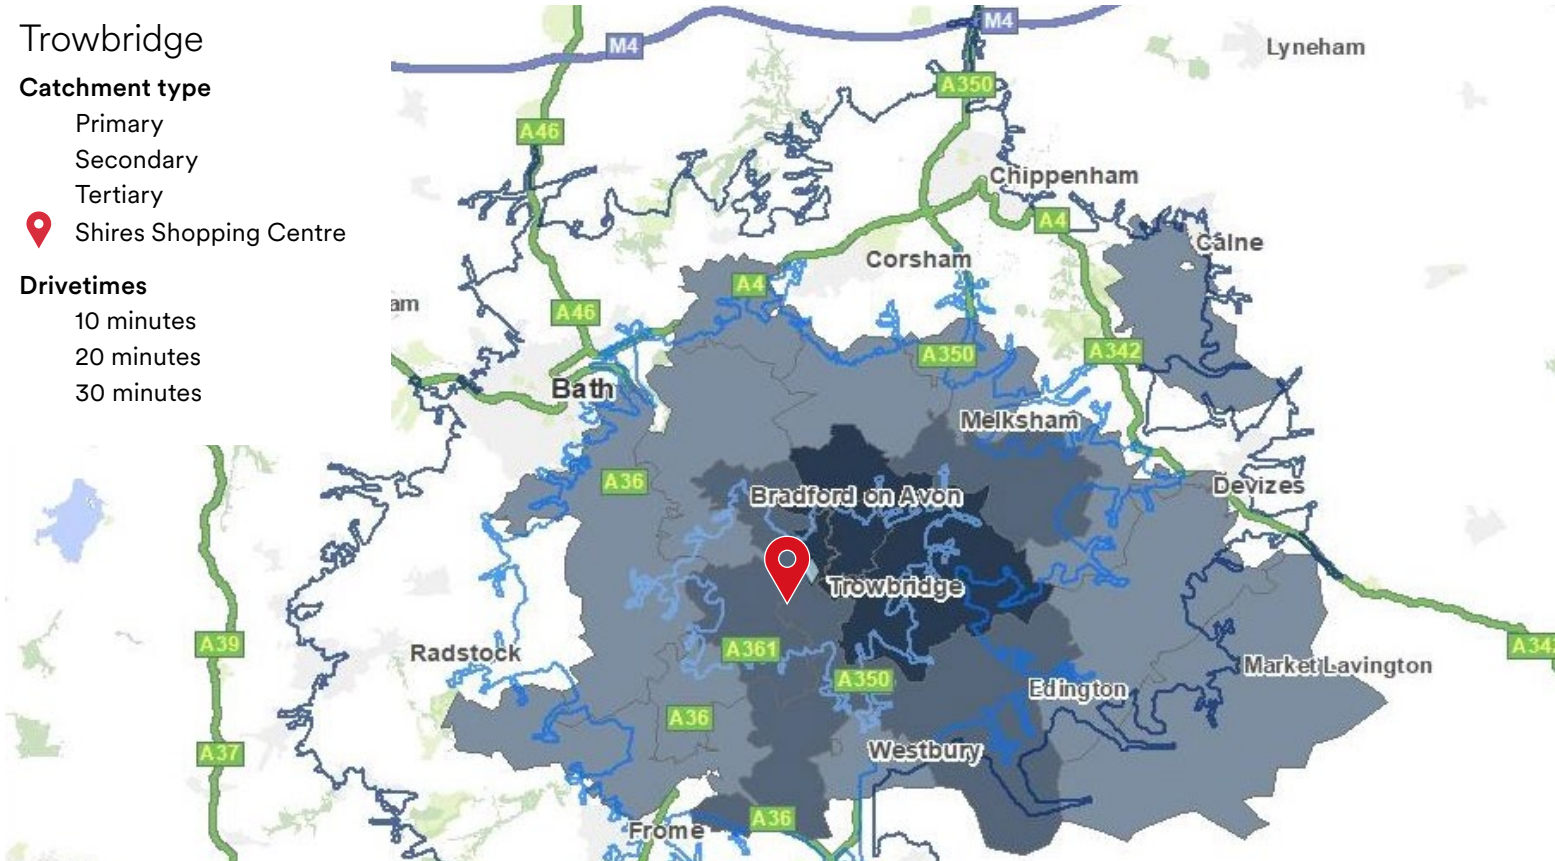 Trowbridge
Catchment type
Primary
Secondary
Tertiary
Shires Shopping Centre
Drivetimes
10 minutes
20 minutes
30 minutes
M4
M4
Lyneham
A350
A46
Chippenham
A4
Calne
Corsham
A4
am
A46
A350
A342
Bath
Melksham
A36
Bradford on Avon
Devizes
Trowbridge
A39
A361
Radstock
A342
Market Lavington
A350
Edington
A36
A37
Westbury
A36
Frome